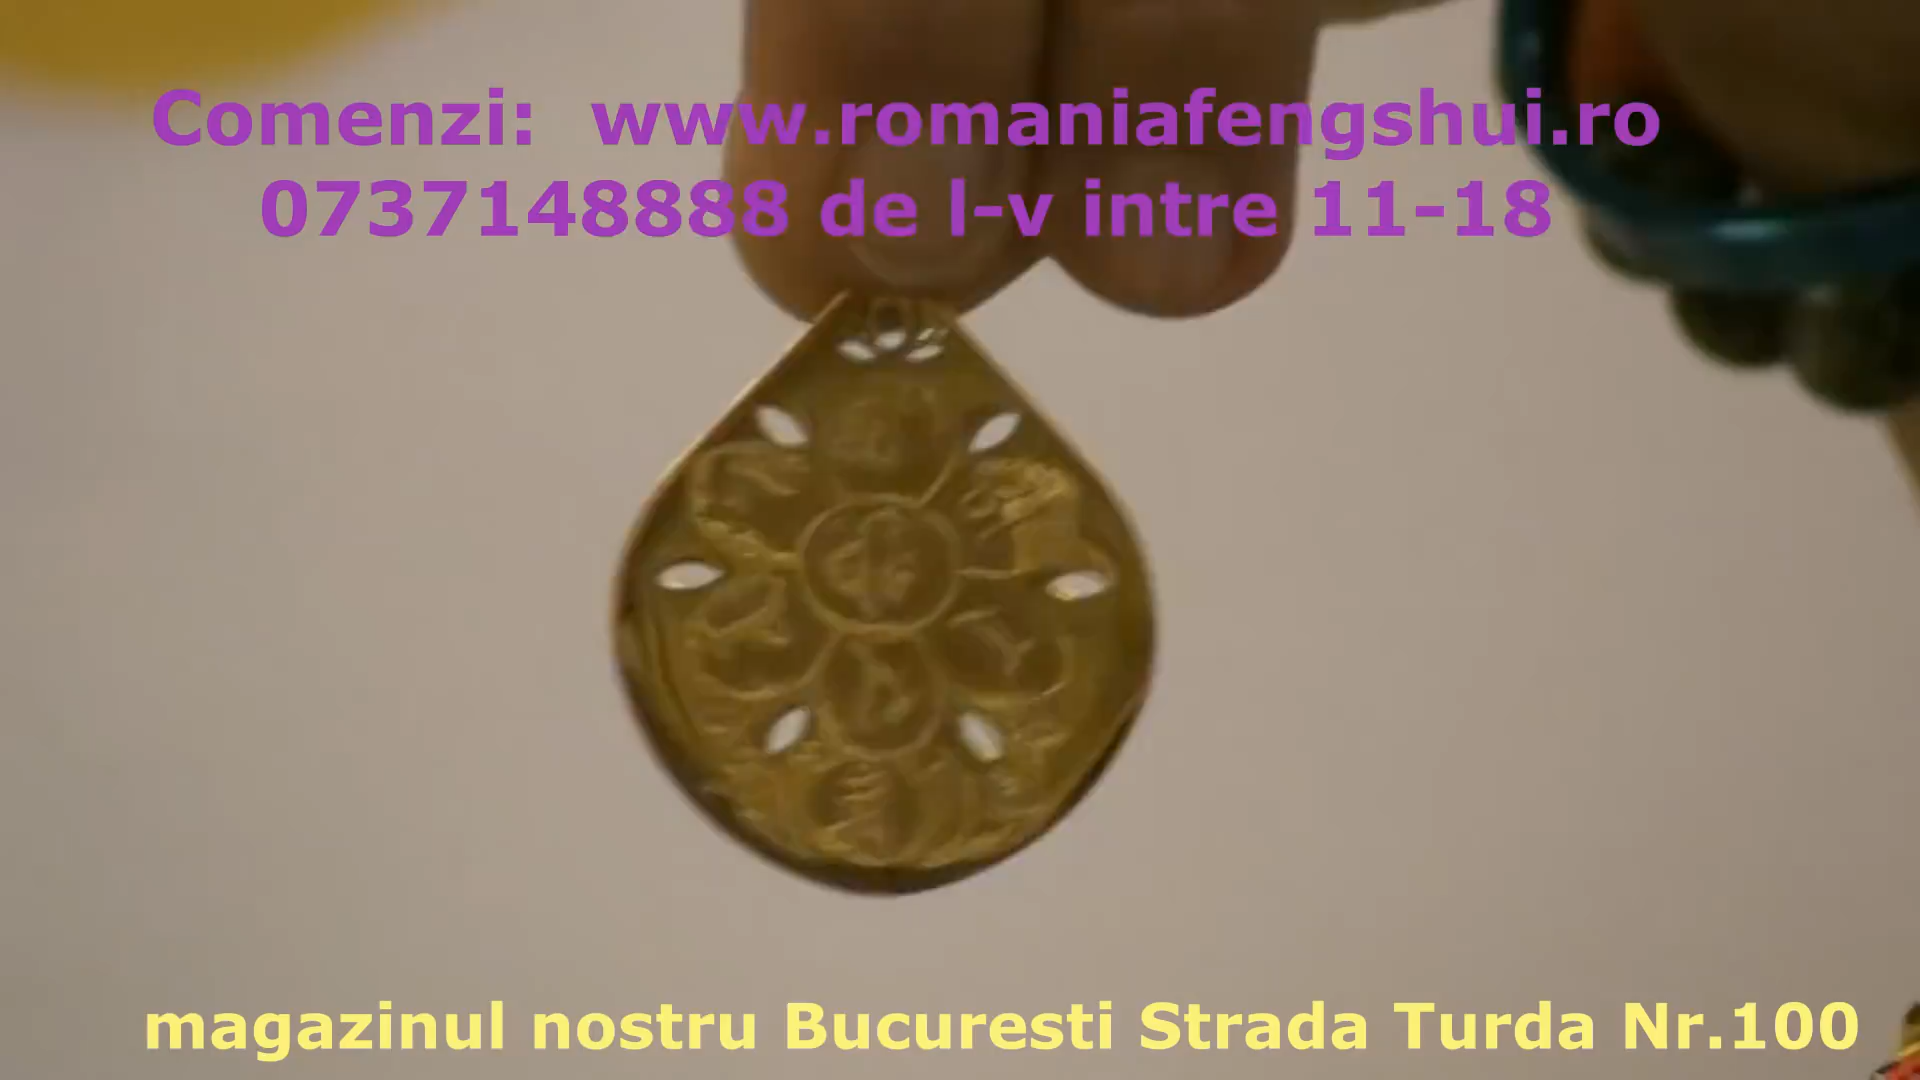 Comenzi: www.romaniafengshui.ro
0737148888 de l-v intre 11-18
magazinul nostru Bucuresti Strada Turda Nr.100